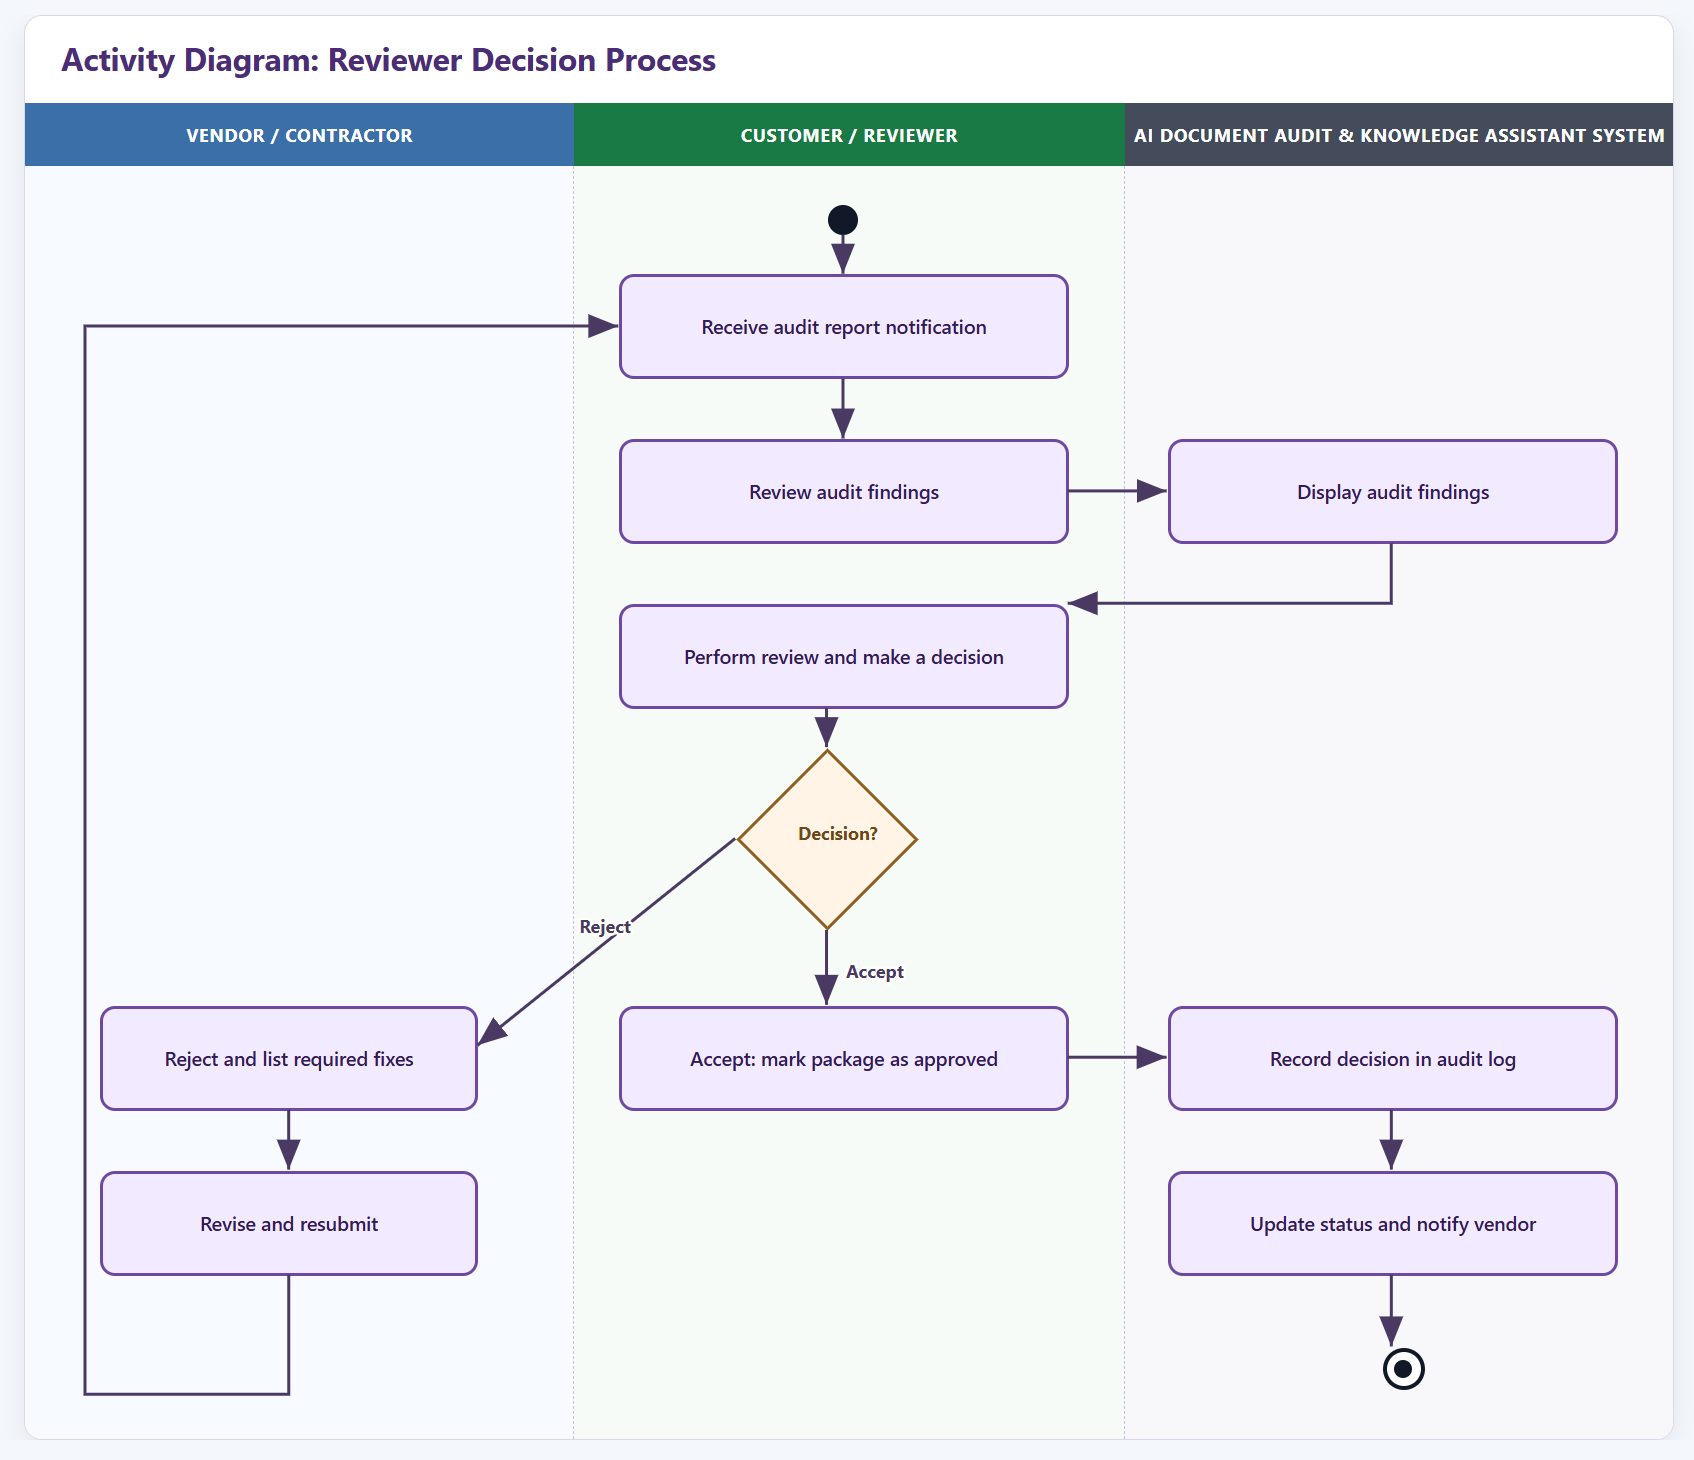 Activity Diagram: Reviewer Decision Process
VENDOR / CONTRACTOR
CUSTOMER / REVIEWER
AI DOCUMENT AUDIT & KNOWLEDGE ASSISTANT SYSTEM
Receive audit report notification
Review audit findings
Display audit findings
Perform review and make a decision
Decision?
Reject
Accept
Reject and list required fixes
Accept: mark package as approved
Record decision in audit log
Revise and resubmit
Update status and notify vendor